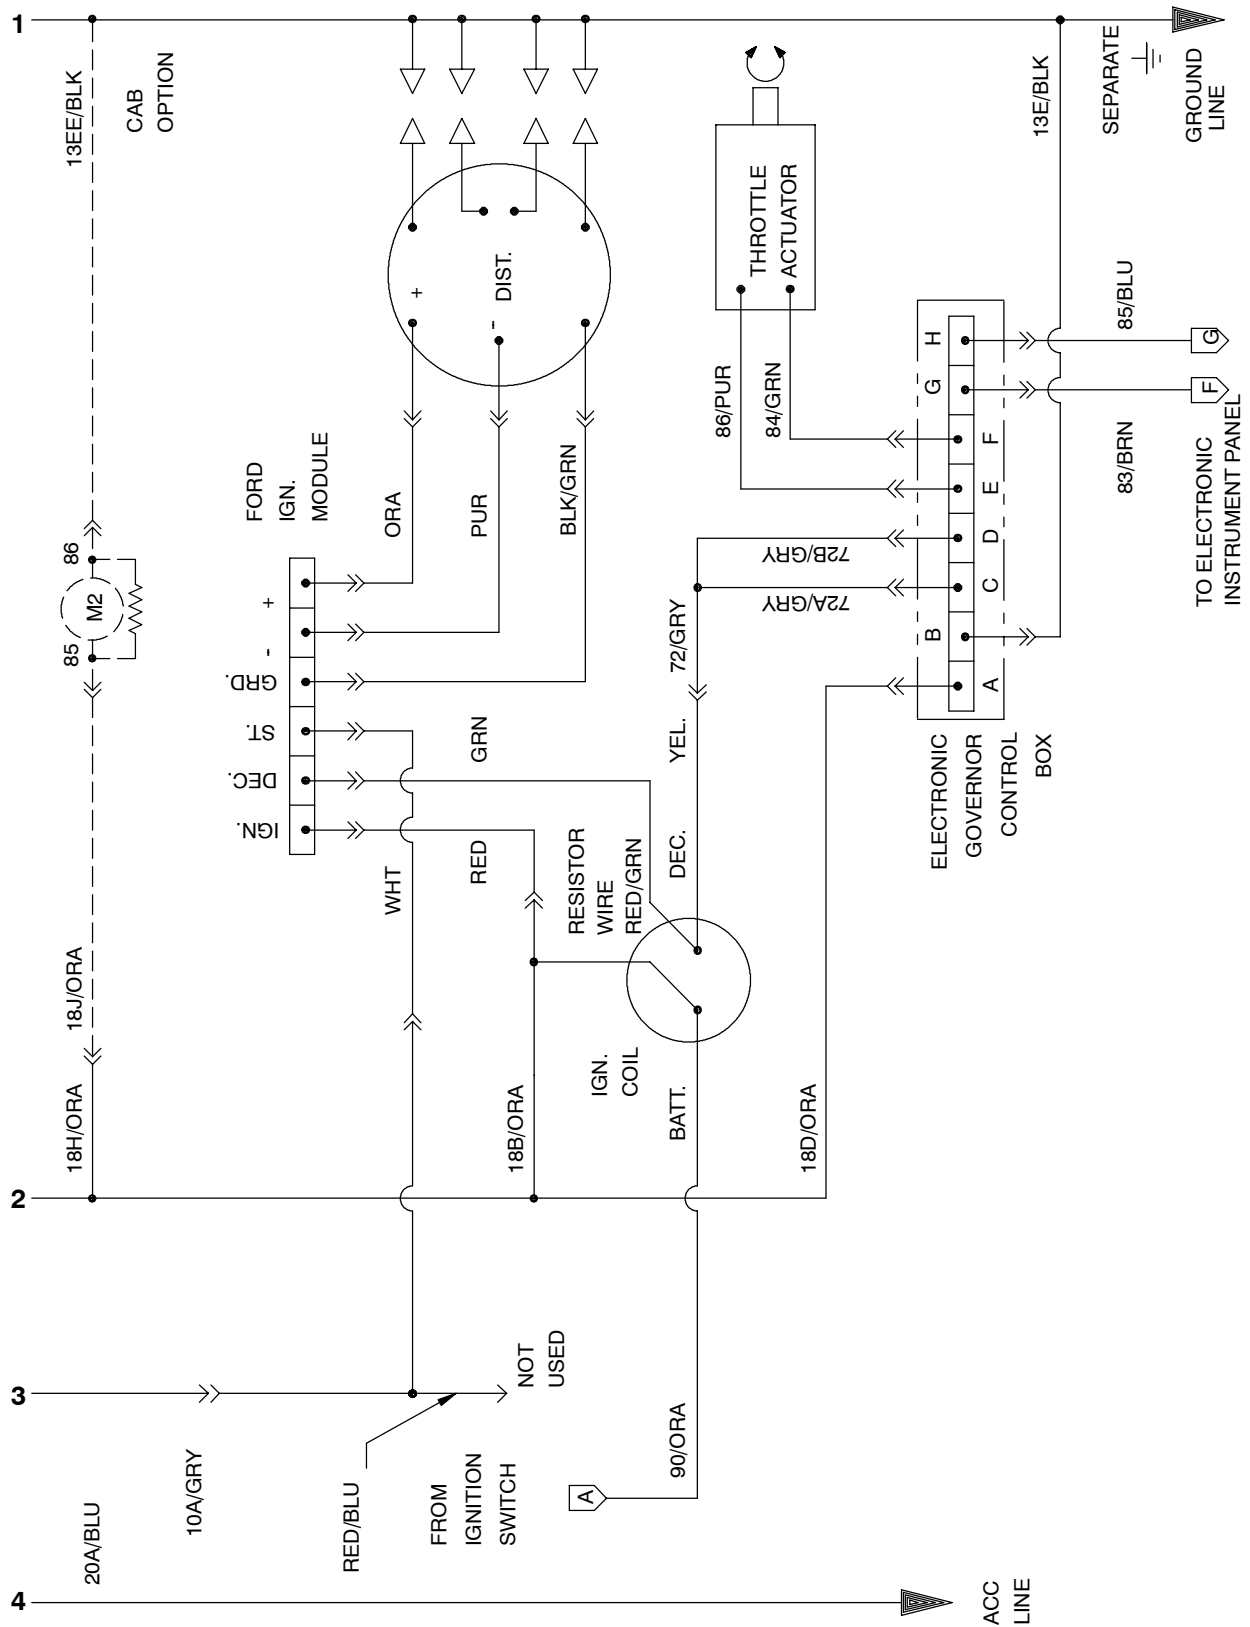 1
13EE/BLK
CAB
OPTION
86
M2
85
18J/ORA
18H/ORA
2
3
10A/GRY
20A/BLU
4
FORD
IGN.
MODULE
+
-
GRD.
ST.
DEC.
IGN.
ORA
PUR
BLK/GRN
+
-
DIST.
WHT
GRN
RED
RESISTOR
WIRE
RED/GRN
18B/ORA
IGN.
COIL
DEC.
YEL.
72/GRY
BATT.
90/ORA
A
RED/BLU
FROM
IGNITION
SWITCH
NOT
USED
THROTTLE
ACTUATOR
86/PUR
84/GRN
72B/GRY
72A/GRY
18D/ORA
H
G
F
E
D
C
B
A
ELECTRONIC
GOVERNOR
CONTROL
BOX
13E/BLK
SEPARATE
GROUND
LINE
85/BLU
83/BRN
G
F
TO ELECTRONIC
INSTRUMENT PANEL
ACC
LINE